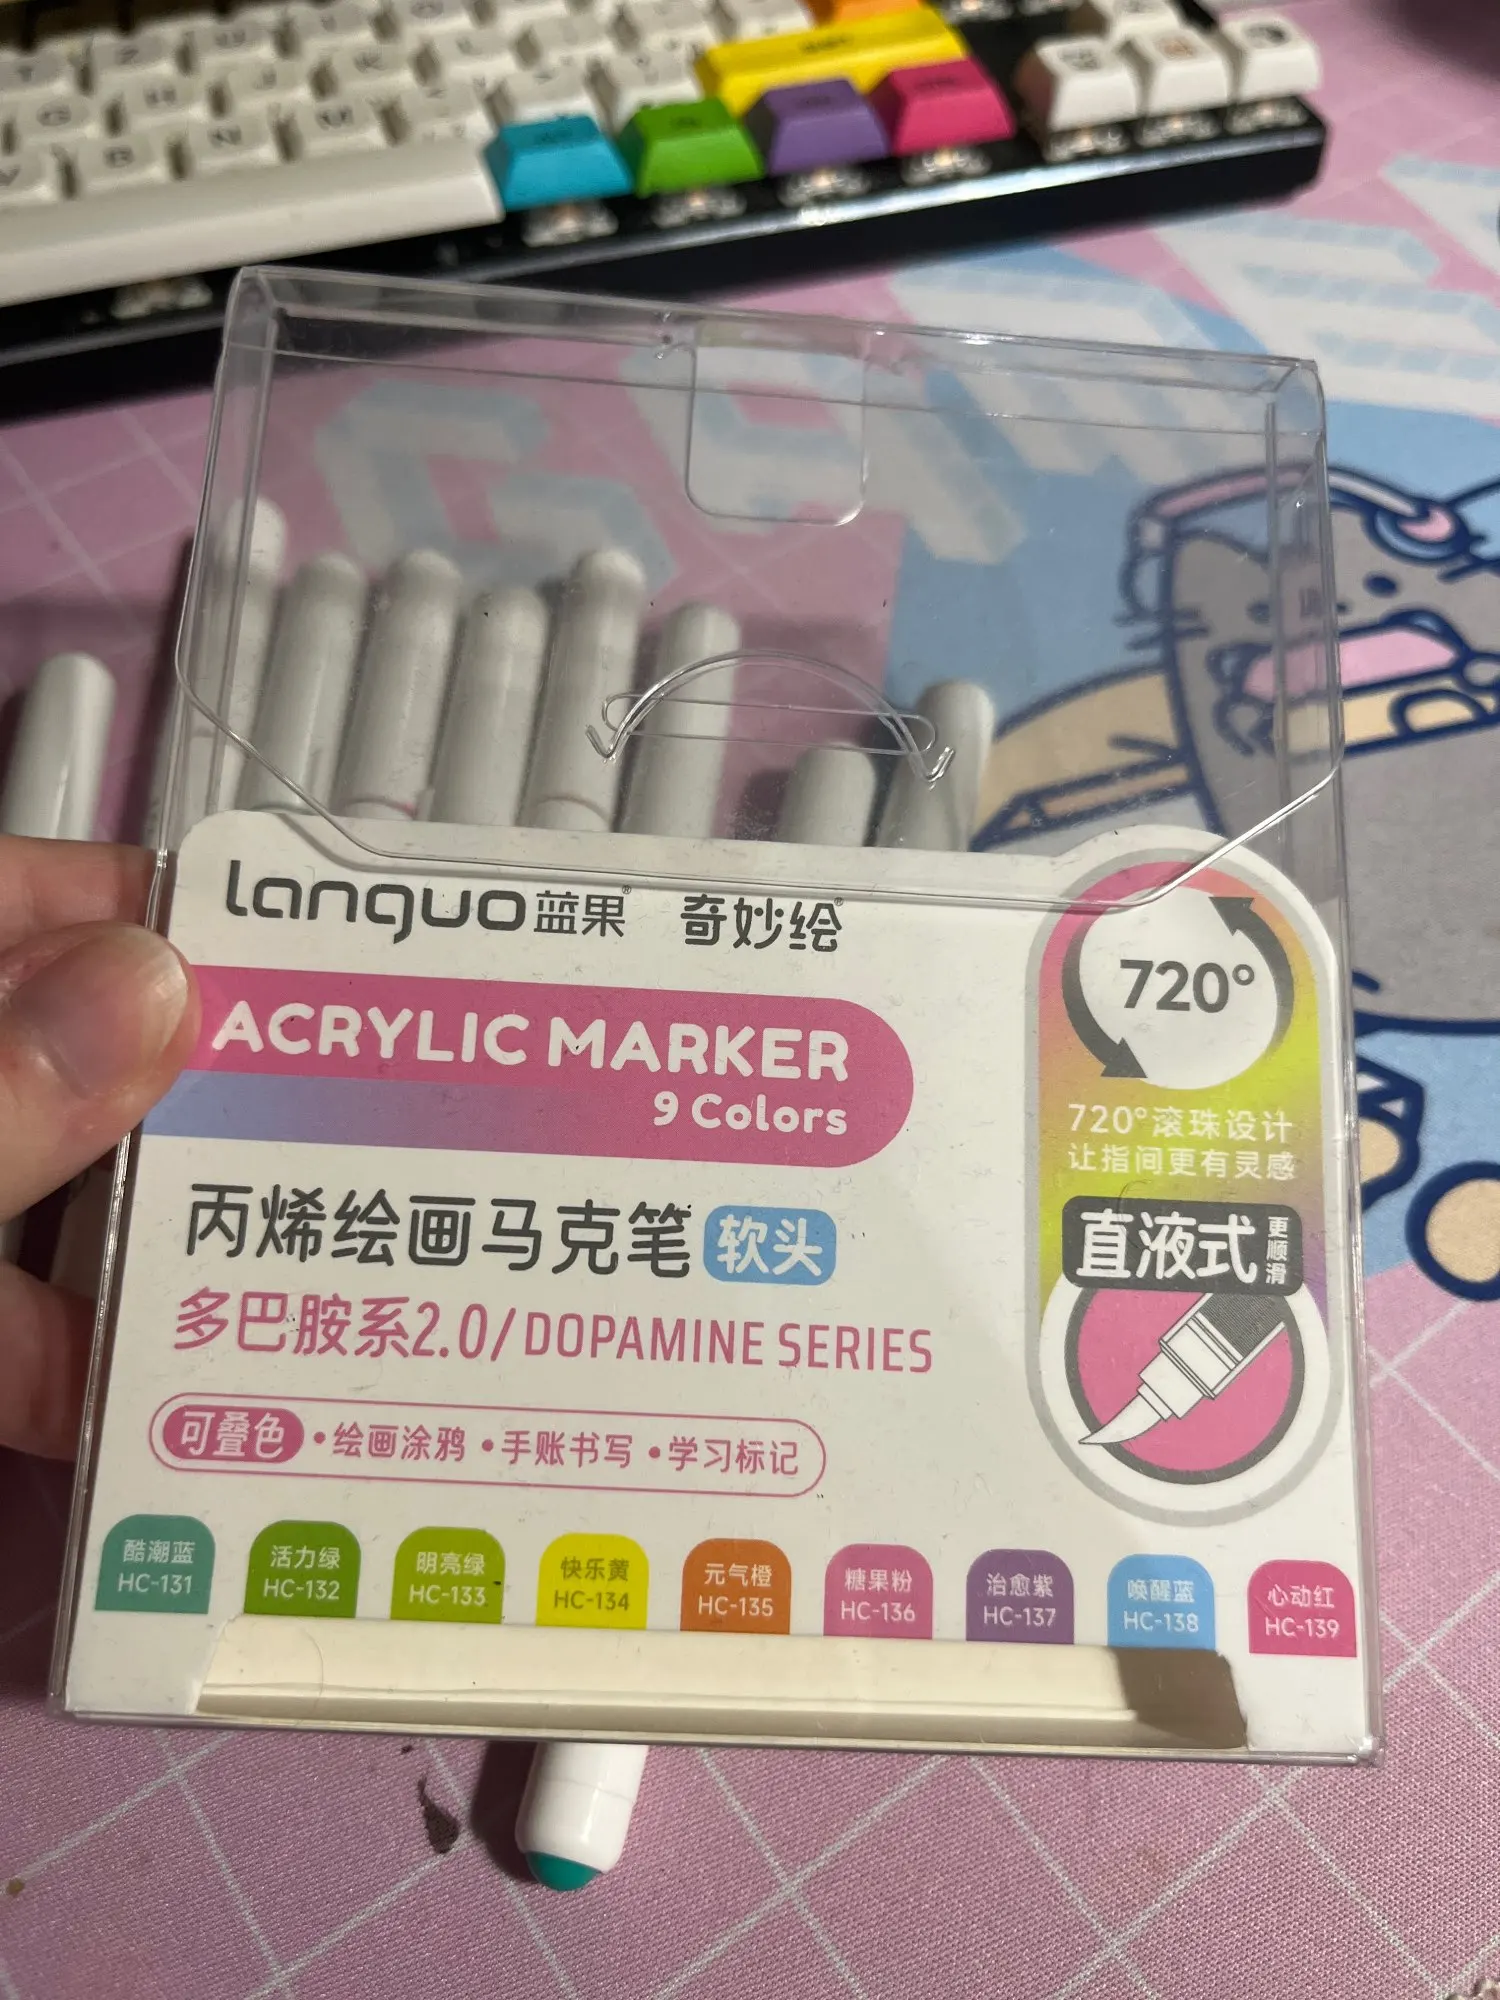 G H J K L
V B N M
GAME
Languo蓝果® 奇妙绘®
ACRYLIC MARKER
9 Colors
丙烯绘画马克笔 软头
多巴胺系2.0/DOPAMINE SERIES
可叠色 •绘画涂鸦 •手账书写 •学习标记
720°
720°滚珠设计
让指间更有灵感
直液式 更顺滑
酷潮蓝
HC-131
活力绿
HC-132
明亮绿
HC-133
快乐黄
HC-134
元气橙
HC-135
糖果粉
HC-136
治愈紫
HC-137
唤醒蓝
HC-138
心动红
HC-139